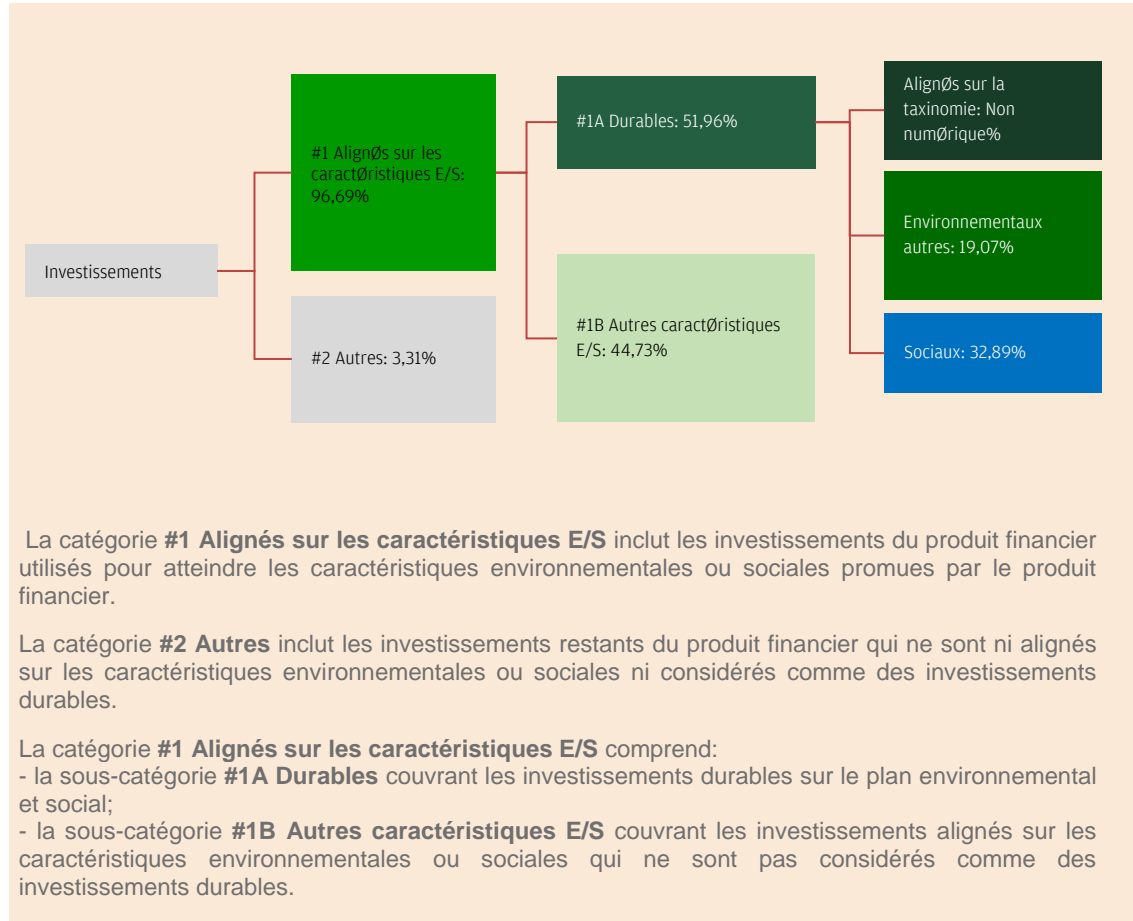 Investissements
#1 AlignØs sur les
caractØristiques E/S:
96,69%
#2 Autres: 3,31%
#1A Durables: 51,96%
#1B Autres caractØristiques
E/S: 44,73%
AlignØs sur la
taxinomie: Non
numØrique%
Environnementaux
autres: 19,07%
Sociaux: 32,89%
La catégorie #1 Alignés sur les caractéristiques E/S inclut les investissements du produit financier
utilisés pour atteindre les caractéristiques environnementales ou sociales promues par le produit
financier.
La catégorie #2 Autres inclut les investissements restants du produit financier qui ne sont ni alignés
sur les caractéristiques environnementales ou sociales ni considérés comme des investissements
durables.
La catégorie #1 Alignés sur les caractéristiques E/S comprend:
- la sous-catégorie #1A Durables couvrant les investissements durables sur le plan environnemental
et social;
- la sous-catégorie #1B Autres caractéristiques E/S couvrant les investissements alignés sur les
caractéristiques environnementales ou sociales qui ne sont pas considérés comme des
investissements durables.